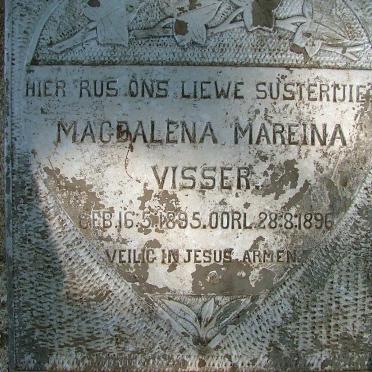 HIER RUS ONS LIEWE SUSTERTJIE
MAGDALENA MAREINA
VISSER.
GEB.16.5.1895.OORL.28.8.1896
VEILIG IN JESUS ARMEN.